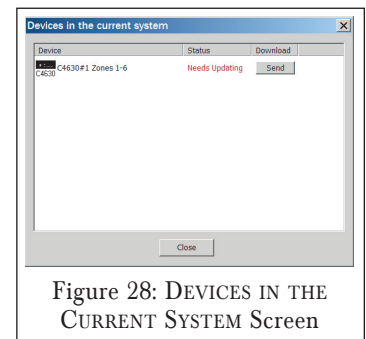 Devices in the current system
Device Status Download
C4630#1 Zones 1-6 Needs Updating Send
C4630
Close
Figure 28: DEVICES IN THE
CURRENT SYSTEM Screen